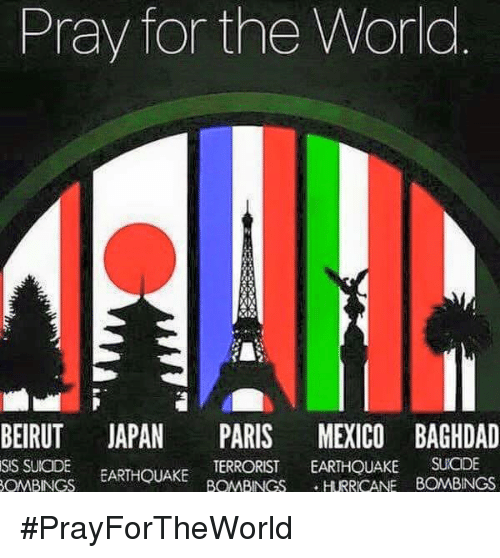 Pray for the World.
BEIRUT JAPAN PARIS MEXICO BAGHDAD
SIS SUICIDE EARTHQUAKE TERRORIST EARTHQUAKE SUICIDE
BOMBINGS BOMBINGS . HURRICANE BOMBINGS
#PrayForTheWorld